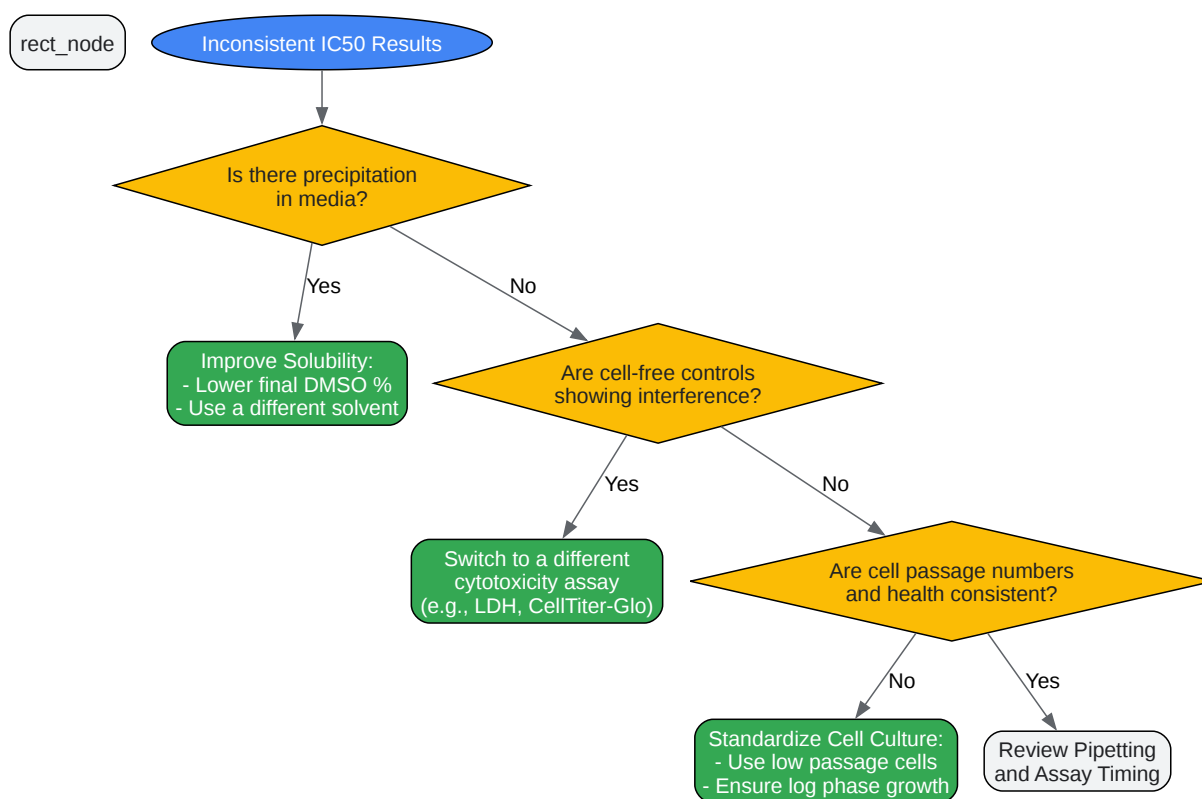 rect_node
Inconsistent IC50 Results
Is there precipitation
in media?
Yes
No
Improve Solubility:
- Lower final DMSO %
- Use a different solvent
Are cell-free controls
showing interference?
Yes
No
Switch to a different
cytotoxicity assay
(e.g., LDH, CellTiter-Glo)
Are cell passage numbers
and health consistent?
No
Yes
Standardize Cell Culture:
- Use low passage cells
- Ensure log phase growth
Review Pipetting
and Assay Timing